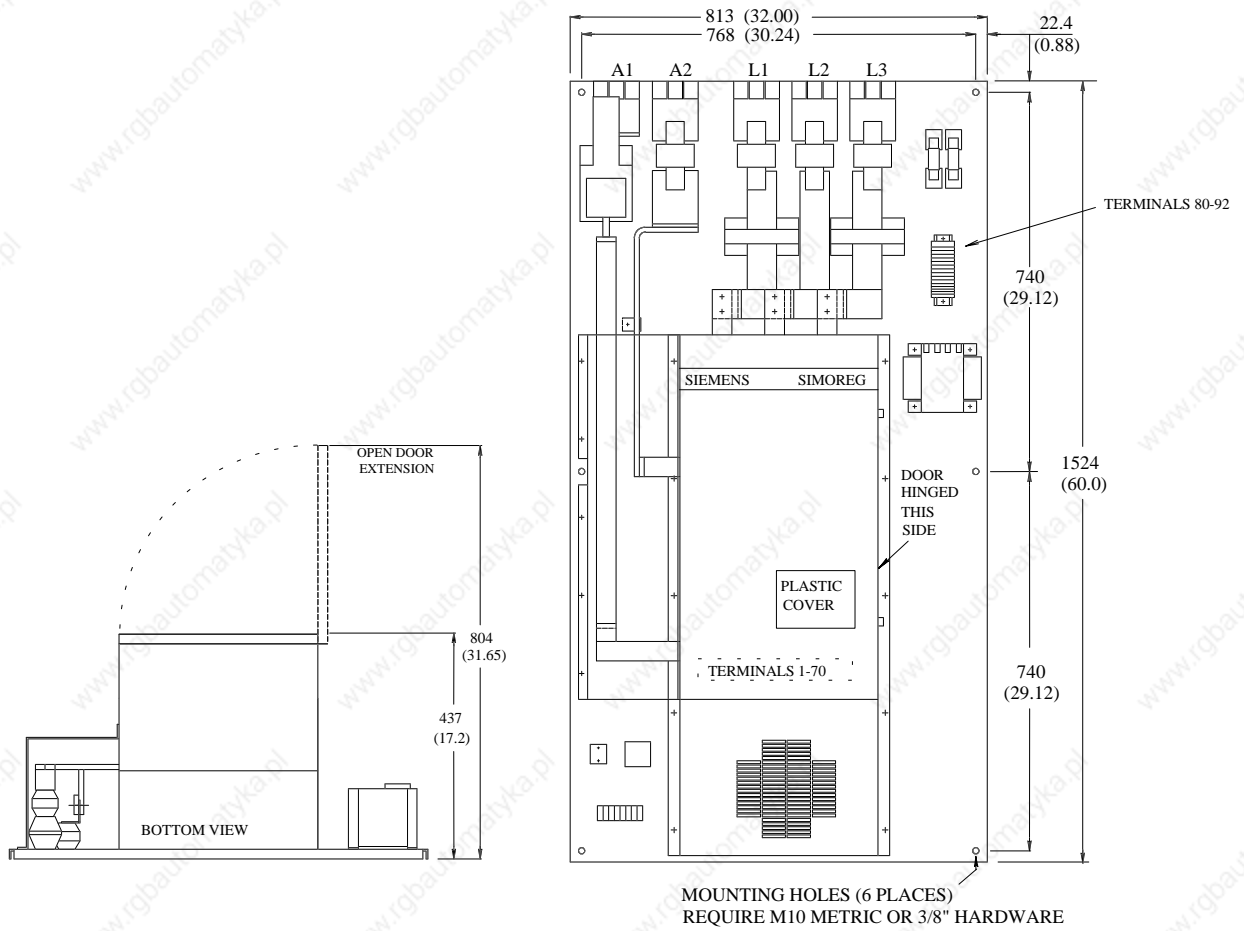 813 (32.00)
768 (30.24)
22.4
(0.88)
A1 A2 L1 L2 L3
TERMINALS 80-92
740
(29.12)
SIEMENS SIMOREG
OPEN DOOR
EXTENSION
1524
(60.0)
DOOR
HINGED
THIS
SIDE
PLASTIC
COVER
804
(31.65)
TERMINALS 1-70
740
(29.12)
437
(17.2)
BOTTOM VIEW
MOUNTING HOLES (6 PLACES)
REQUIRE M10 METRIC OR 3/8" HARDWARE
www.rgbautomatyka.pl